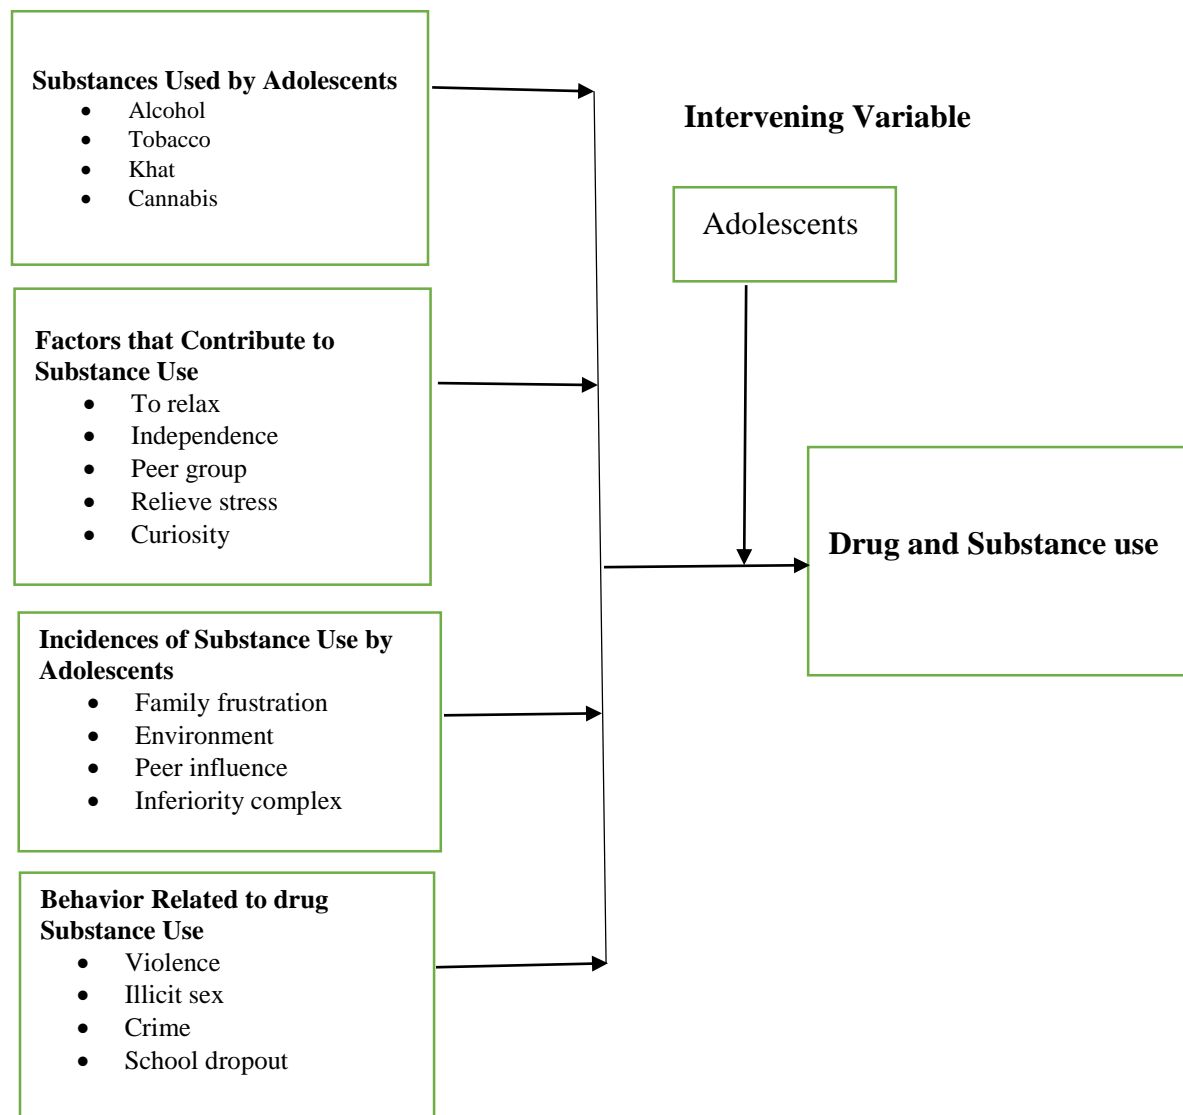 Substances Used by Adolescents
• Alcohol
• Tobacco
• Khat
• Cannabis
Intervening Variable
Adolescents
Factors that Contribute to
Substance Use
• To relax
• Independence
• Peer group
• Relieve stress
• Curiosity
Drug and Substance use
Incidences of Substance Use by
Adolescents
• Family frustration
• Environment
• Peer influence
• Inferiority complex
Behavior Related to drug
Substance Use
• Violence
• Illicit sex
• Crime
• School dropout